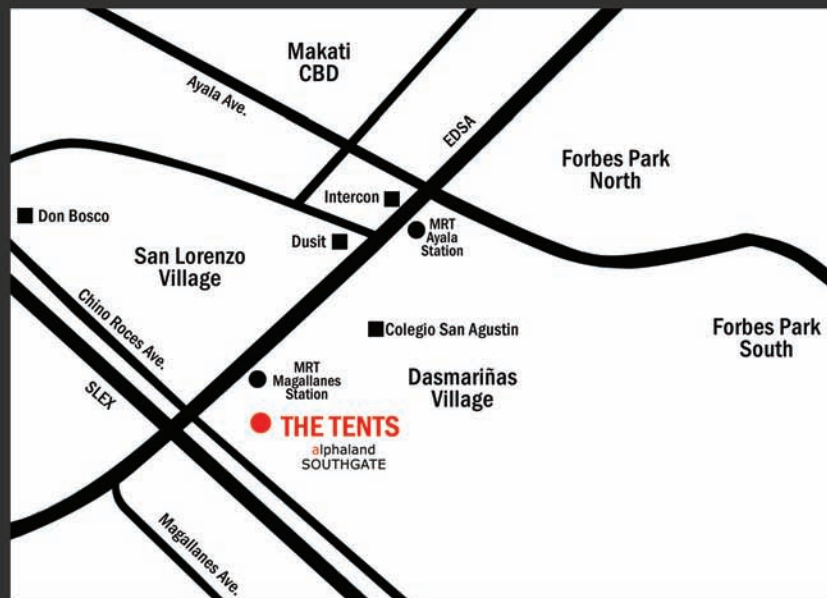 Makati
CBD
Ayala Ave.
EDSA
Forbes Park
North
Intercon
Don Bosco
MRT
Ayala
Station
Dusit
San Lorenzo
Village
Chino Roces Ave.
Colegio San Agustin
Forbes Park
South
SLEX
MRT
Magallanes
Station
Dasmariñas
Village
THE TENTS
alphaland
SOUTHGATE
Magallanes Ave.